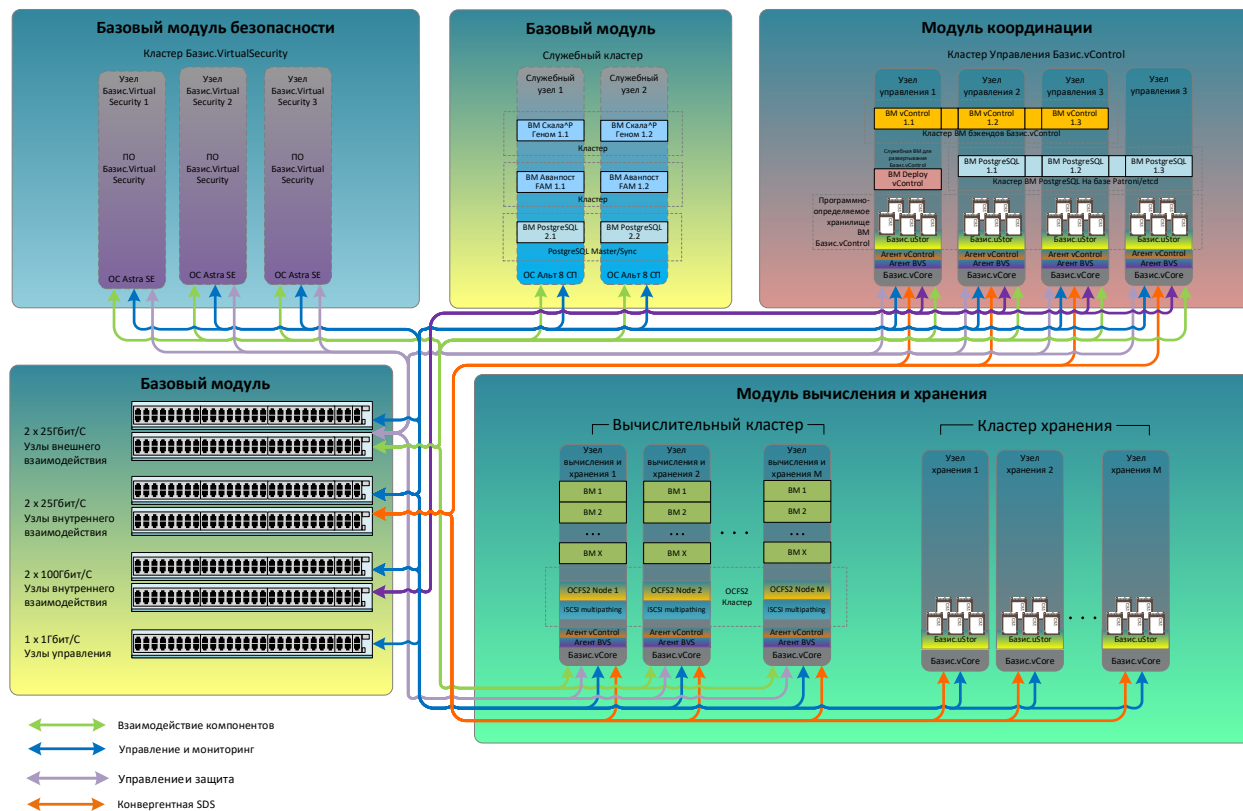 Базовый модуль безопасности
Кластер Базис.VirtualSecurity
Узел
Базис.Virtual
Security 1
Узел
Базис.Virtual
Security 2
Узел
Базис.Virtual
Security 3
ПО
Базис.Virtual
Security
ПО
Базис.Virtual
Security
ПО
Базис.Virtual
Security
ОС Astra SE
ОС Astra SE
ОС Astra SE
Базовый модуль
Служебный кластер
Служебный
узел 1
Служебный
узел 2
ВМ Скала^Р
Геном 1.1
ВМ Скала^Р
Геном 1.2
Кластер
ВМ Аванпост
FAM 1.1
ВМ Аванпост
FAM 1.2
Кластер
ВМ PostgreSQL
2.1
ВМ PostgreSQL
2.2
PostgreSQL Master/Sync
ОС Альт 8 СП
ОС Альт 8 СП
Модуль координации
Кластер Управления Базис.vControl
Узел
управления 1
Узел
управления 2
Узел
управления 3
Узел
управления 3
ВМ vControl
1.1
ВМ vControl
1.2
ВМ vControl
1.3
Кластер ВМ бэкендов Базис.vControl
Служебная ВМ для
развертывания
Базис.vControl
ВМ Deploy
vControl
ВМ PostgreSQL
1.1
ВМ PostgreSQL
1.2
ВМ PostgreSQL
1.3
Кластер ВМ PostgreSQL На базе Patroni/etcd
Программно-
определяемое
хранилище
ВМ
Базис.vControl
Базис.uStor
Базис.uStor
Базис.uStor
Базис.uStor
Агент vControl
Агент vControl
Агент vControl
Агент vControl
Агент BVS
Агент BVS
Агент BVS
Агент BVS
Базис.vCore
Базис.vCore
Базис.vCore
Базис.vCore
Базовый модуль
2 x 25Гбит/С
Узлы внешнего
взаимодействия
2 x 25Гбит/С
Узлы внутреннего
взаимодействия
2 x 100Гбит/С
Узлы внутреннего
взаимодействия
1 x 1Гбит/С
Узлы управления
Модуль вычисления и хранения
Вычислительный кластер
Узел
вычисления и
хранения 1
Узел
вычисления и
хранения 2
Узел
вычисления и
хранения M
ВМ 1
ВМ 1
ВМ 1
ВМ 2
ВМ 2
ВМ 2
...
...
. . .
...
ВМ X
ВМ X
ВМ X
OCFS2 Node 1
OCFS2 Node 2
OCFS2 Node M
OCFS2
Кластер
iSCSI multipathing
iSCSI multipathing
iSCSI multipathing
Агент vControl
Агент vControl
Агент vControl
Агент BVS
Агент BVS
Агент BVS
Базис.vCore
Базис.vCore
Базис.vCore
Кластер хранения
Узел
хранения 1
Узел
хранения 2
Узел
хранения M
Базис.uStor
Базис.uStor
. . .
Базис.uStor
Базис.vCore
Базис.vCore
Базис.vCore
Взаимодействие компонентов
Управление и мониторинг
Управление и защита
Конвергентная SDS